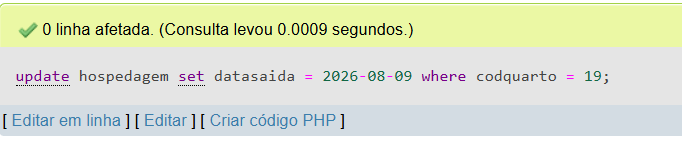 0 linha afetada. (Consulta levou 0.0009 segundos.)
update hospedagem set datasaida = 2026-08-09 where codquarto = 19;
[ Editar em linha ] [ Editar ] [ Criar código PHP ]